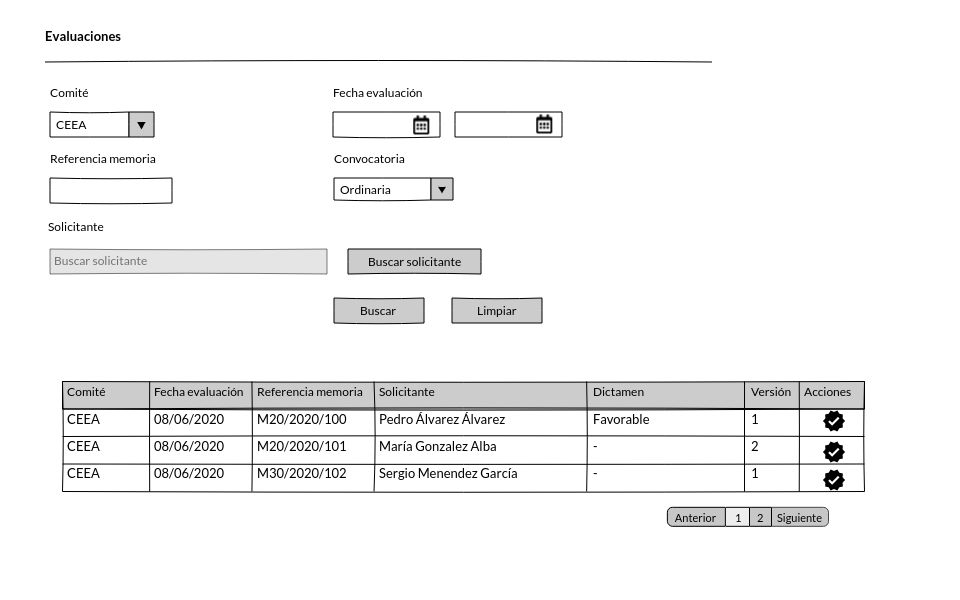 Evaluaciones
Comité Fecha evaluación
CEEA
Referencia memoria Convocatoria
Ordinaria
Solicitante
Buscar solicitante Buscar solicitante
Buscar Limpiar
Comité Fecha evaluación Referencia memoria Solicitante Dictamen Versión Acciones
CEEA 08/06/2020 M20/2020/100 Pedro Álvarez Álvarez Favorable 1
CEEA 08/06/2020 M20/2020/101 María Gonzalez Alba - 2
CEEA 08/06/2020 M30/2020/102 Sergio Menendez García - 1
Anterior 1 2 Siguiente